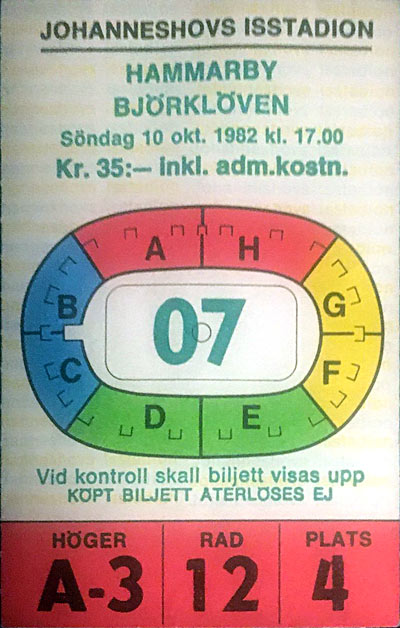 JOHANNESHOVS ISSTADION
HAMMARBY
BJÖRKLÖVEN
Söndag 10 okt. 1982 kl. 17.00
Kr. 35:— inkl. adm.kostn.
A H
B G
07
C F
D E
Vid kontroll skall biljett visas upp
KÖPT BILJETT ÅTERLÖSES EJ
HÖGER RAD PLATS
A-3 12 4